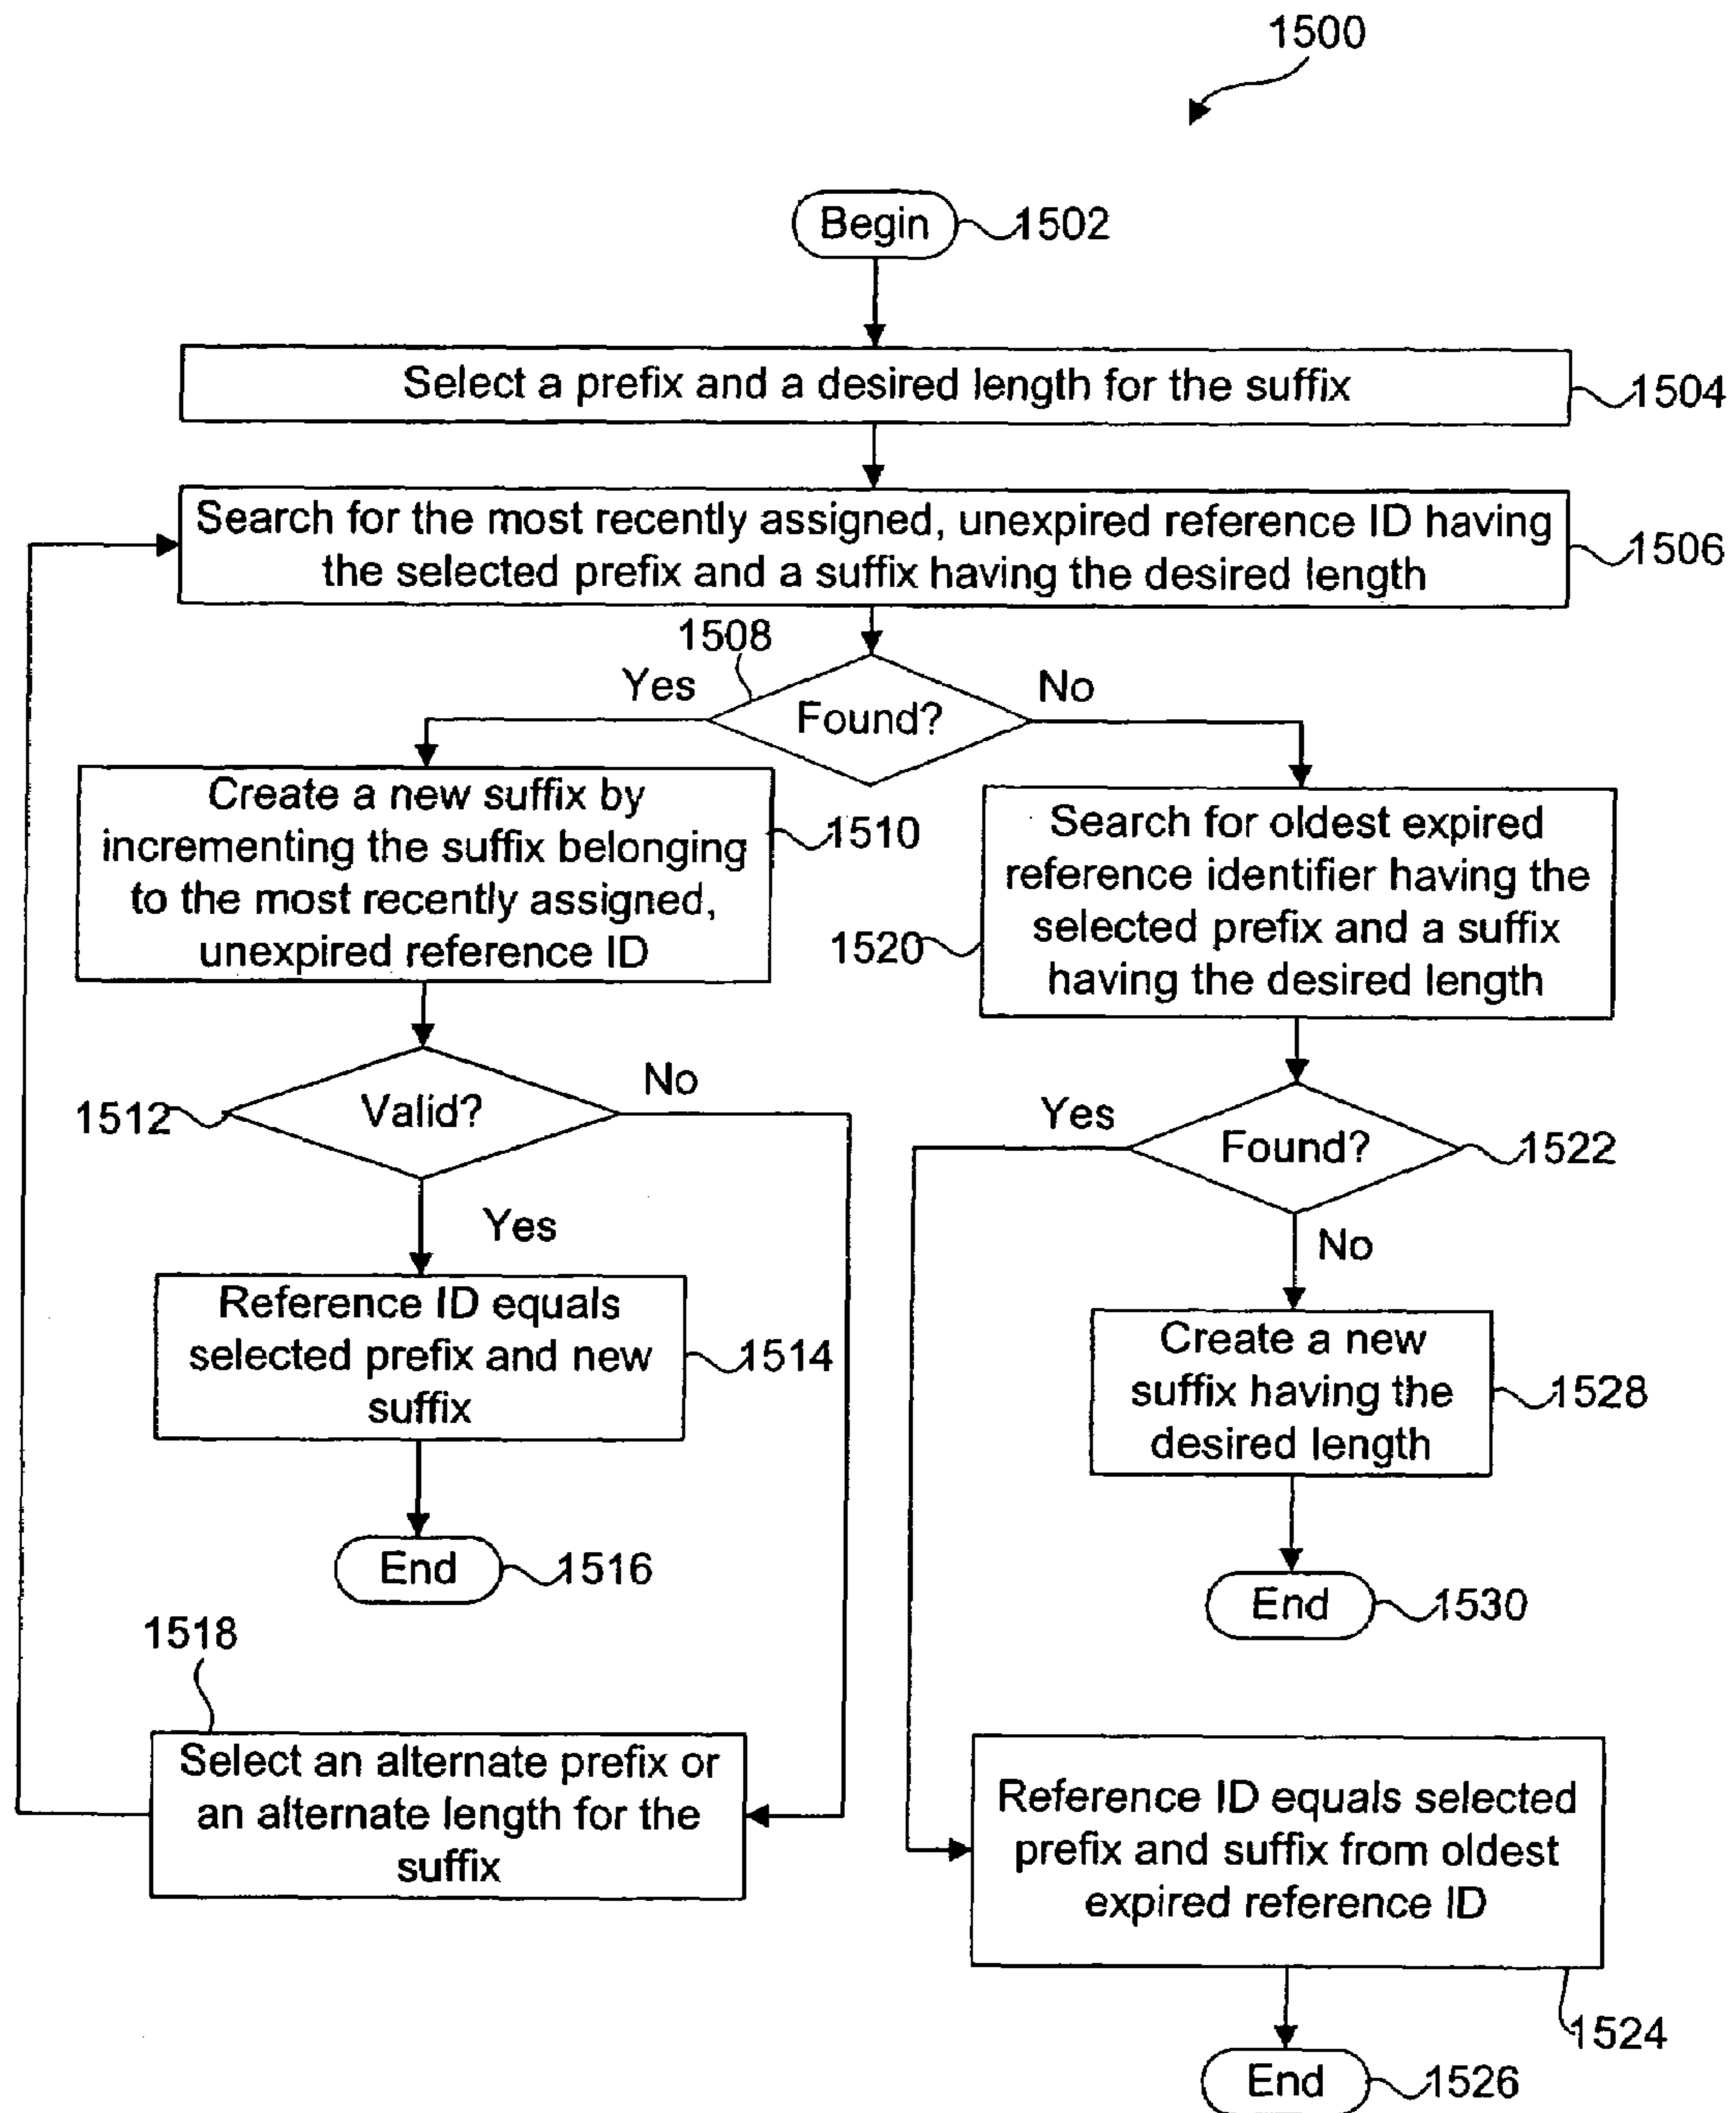 1500
Begin
1502
Select a prefix and a desired length for the suffix
1504
Search for the most recently assigned, unexpired reference ID having
the selected prefix and a suffix having the desired length
1506
1508
Yes
Found?
No
Create a new suffix by
incrementing the suffix belonging
to the most recently assigned,
unexpired reference ID
1510
Search for oldest expired
reference identifier having the
selected prefix and a suffix
having the desired length
1520
Valid?
1512
No
Yes
Found?
1522
Yes
No
Reference ID equals
selected prefix and new
suffix
1514
Create a new
suffix having the
desired length
1528
End
1516
End
1530
1518
Select an alternate prefix or
an alternate length for the
suffix
Reference ID equals selected
prefix and suffix from oldest
expired reference ID
1524
End
1526